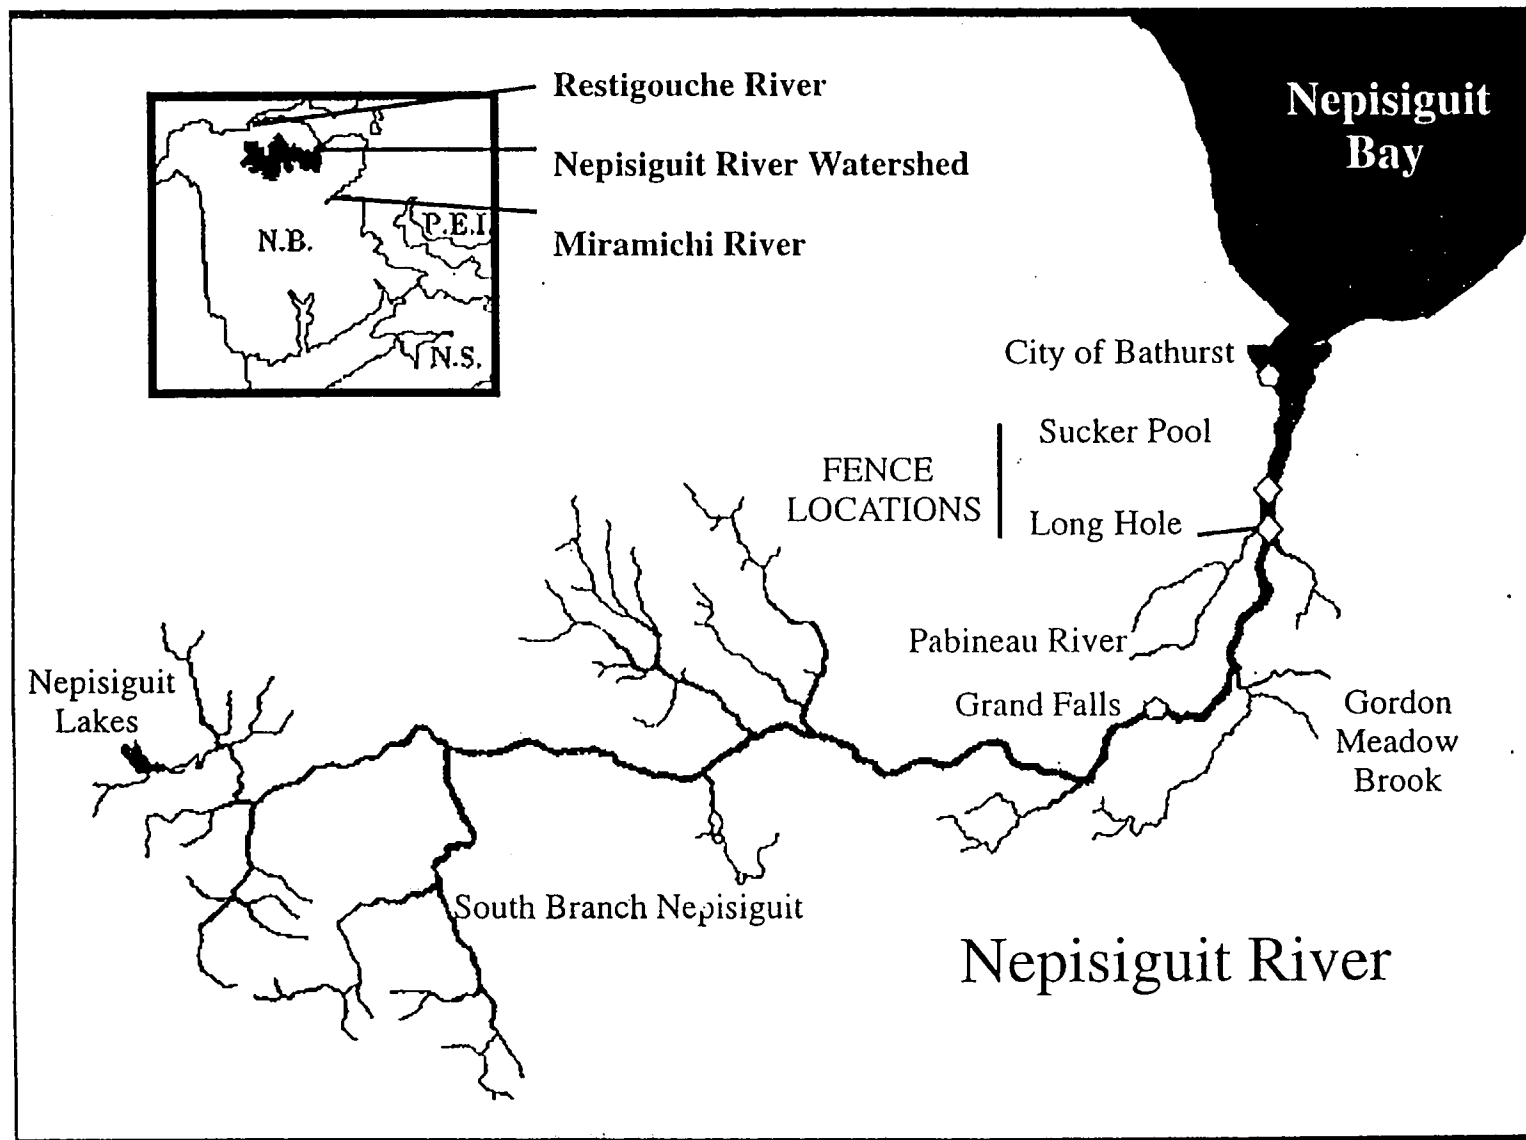 Restigouche River
Nepisiguit River Watershed
Miramichi River
N.B.
P.E.I.
N.S.
Nepisiguit
Bay
City of Bathurst
Sucker Pool
FENCE
LOCATIONS
Long Hole
Pabineau River
Grand Falls
Gordon
Meadow
Brook
Nepisiguit
Lakes
South Branch Nepisiguit
Nepisiguit River